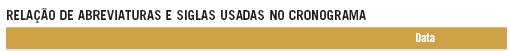 RELAÇÃO DE ABREVIATURAS E SIGLAS USADAS NO CRONOGRAMA
Data